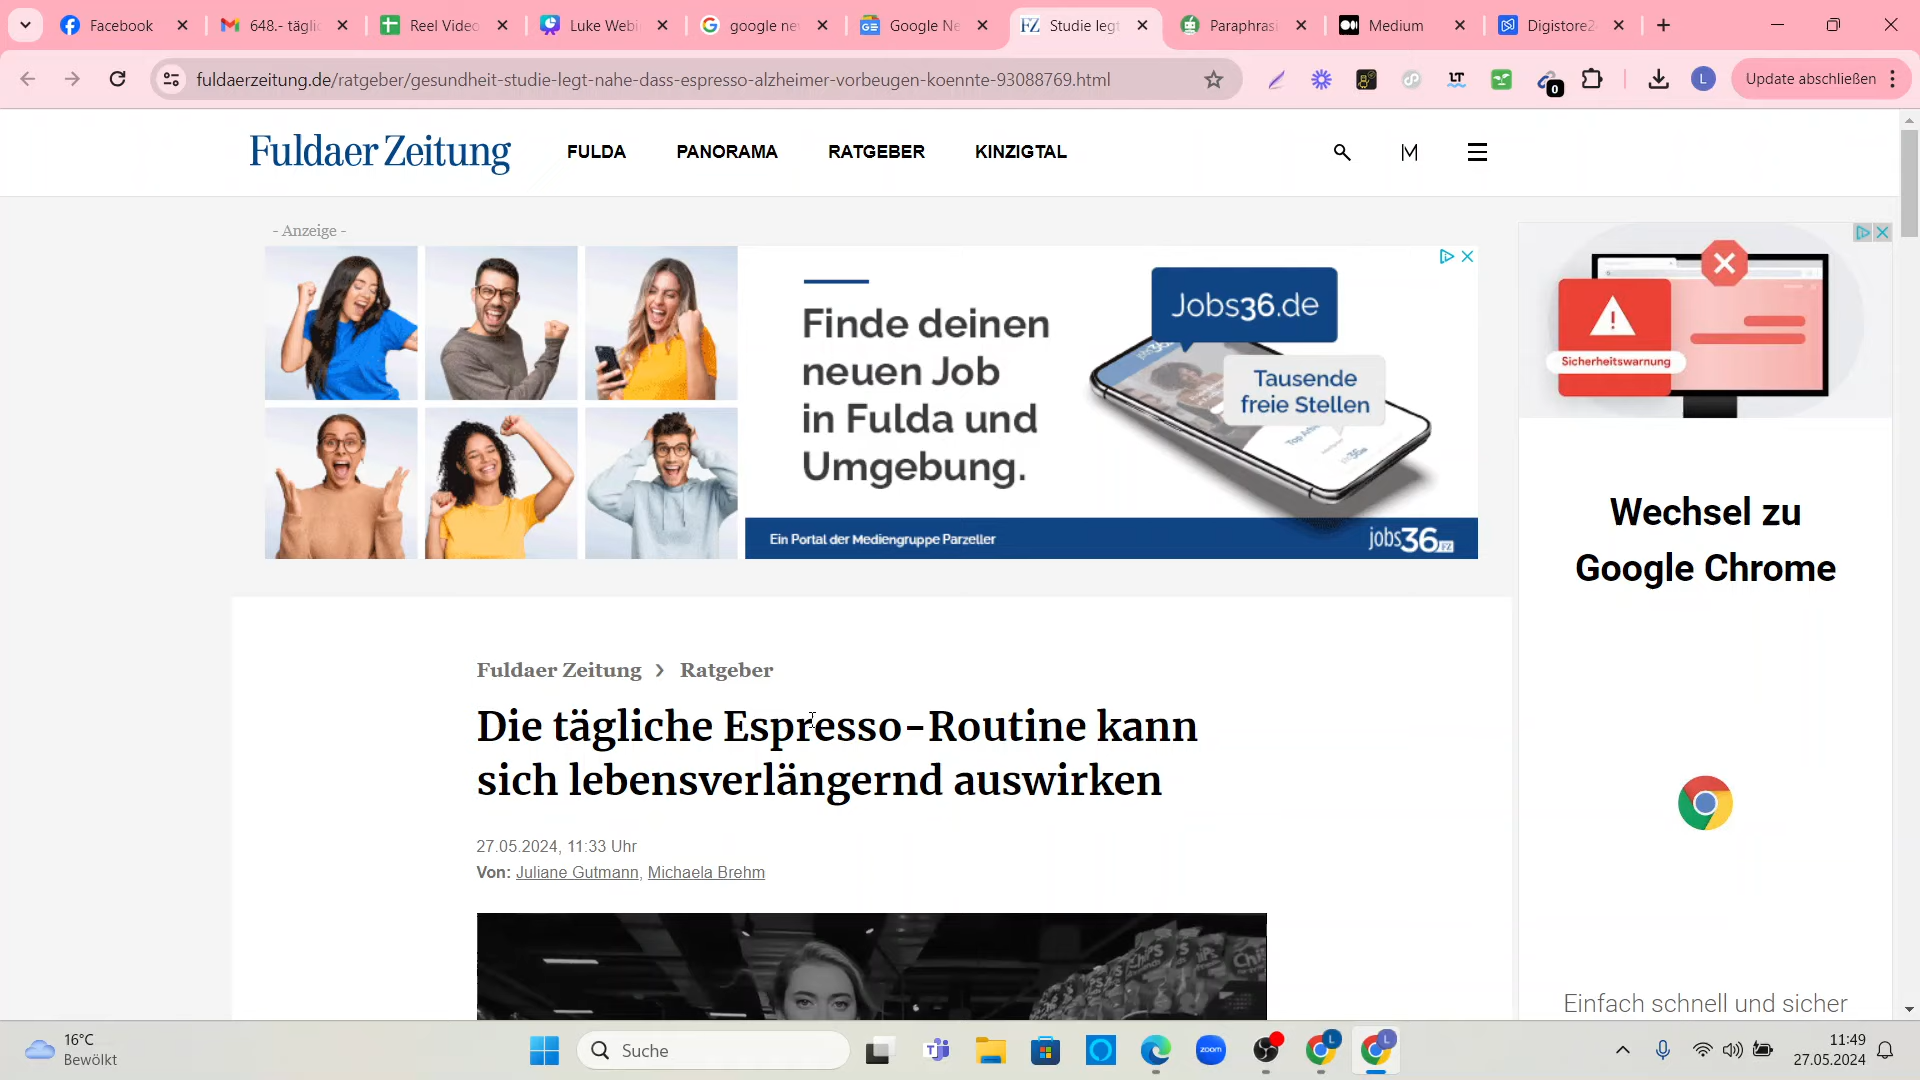 Facebook
648.- tägli
Reel Video
Luke Webi
google ne
Google Ne
FZ
Studie legt
Paraphrasi
Medium
Digistore2
fuldaerzeitung.de/ratgeber/gesundheit-studie-legt-nahe-dass-espresso-alzheimer-vorbeugen-koennte-93088769.html
LT
0
L
Update abschließen
Fuldaer Zeitung
FULDA
PANORAMA
RATGEBER
KINZIGTAL
- Anzeige -
Finde deinen
neuen Job
in Fulda und
Umgebung.
Jobs36.de
Tausende
freie Stellen
Ein Portal der Mediengruppe Parzeller
jobs36 FZ
Sicherheitswarnung
Wechsel zu
Google Chrome
Einfach schnell und sicher
Fuldaer Zeitung > Ratgeber
Die tägliche Espresso-Routine kann
sich lebensverlängernd auswirken
27.05.2024, 11:33 Uhr
Von: Juliane Gutmann, Michaela Brehm
16°C
Bewölkt
Suche
zoom
L
L
11:49
27.05.2024